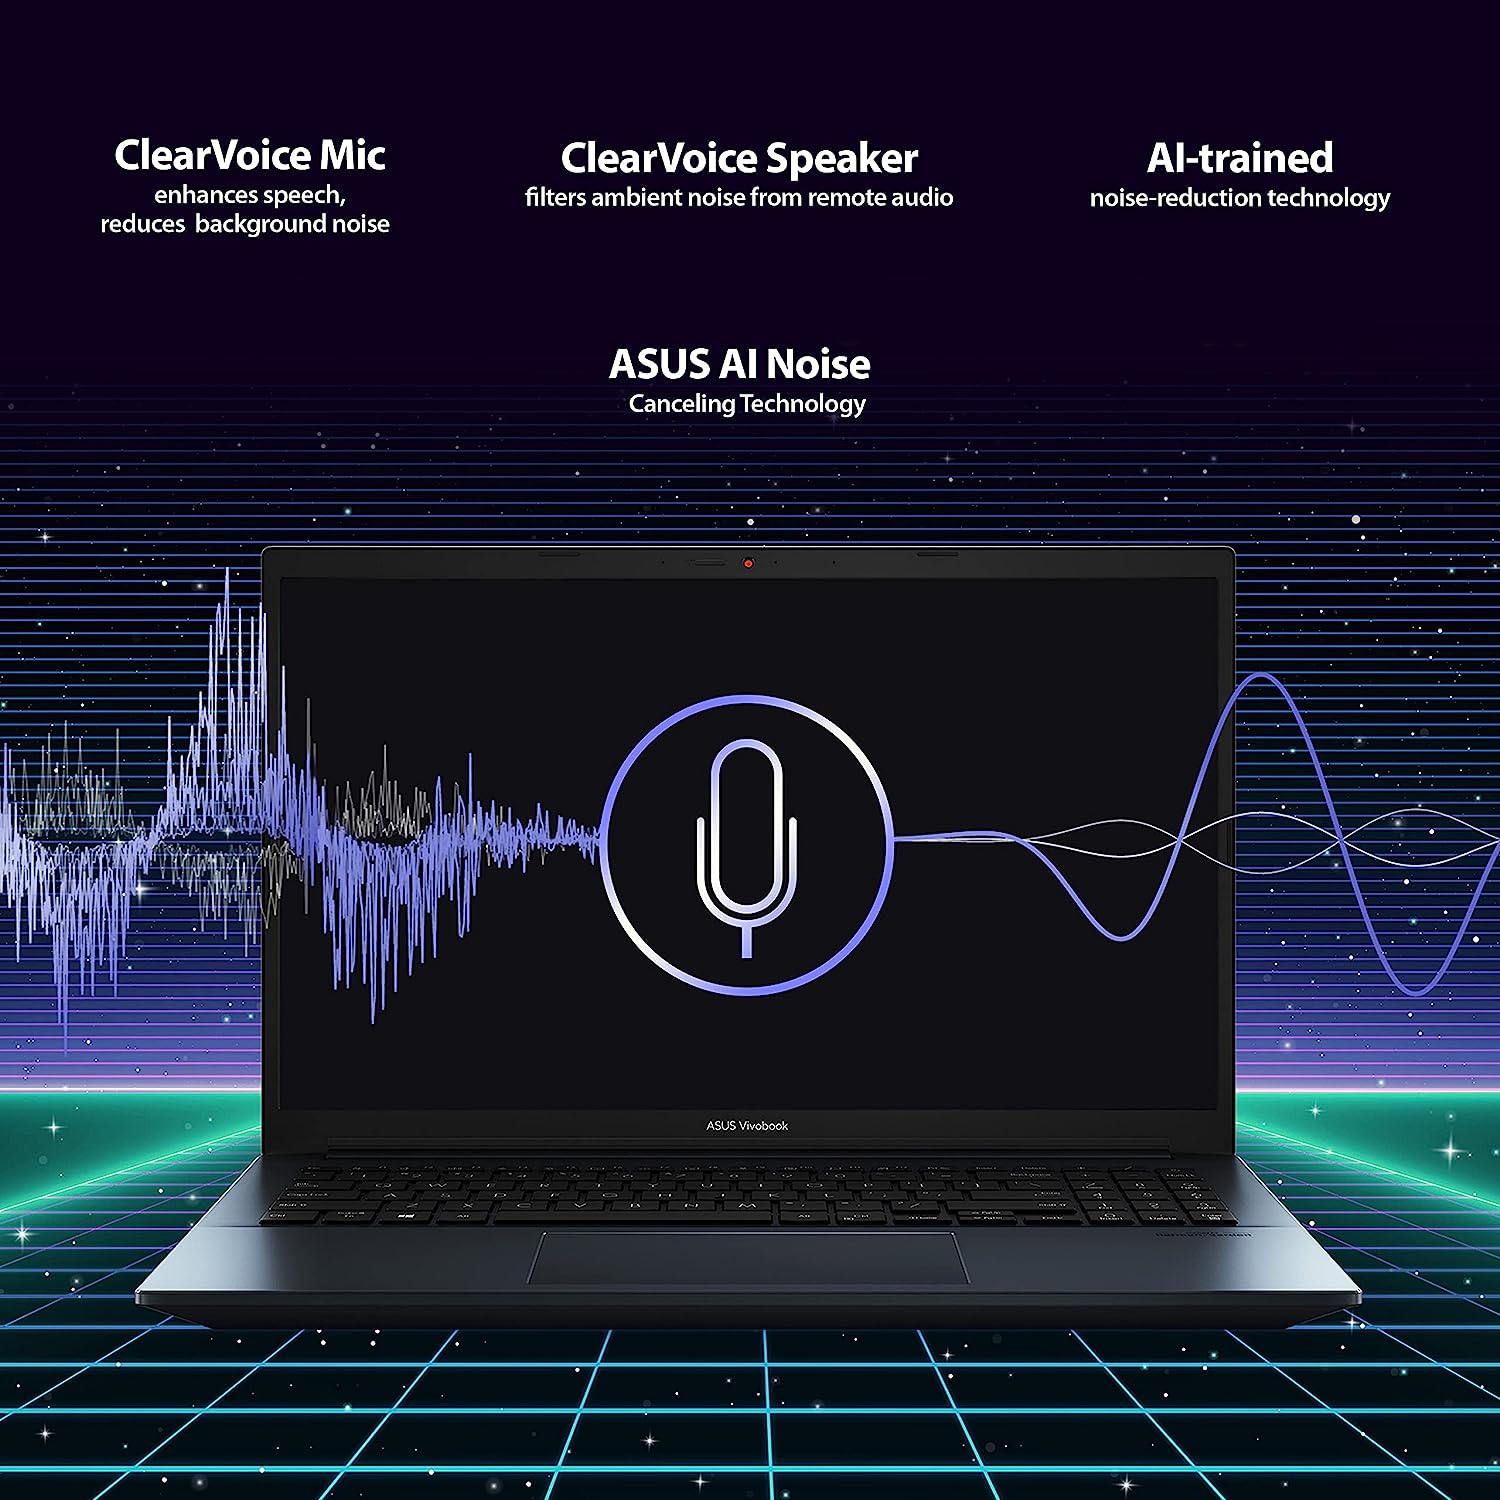 ClearVoice Mic
enhances speech,
reduces background noise
ClearVoice Speaker
filters ambient noise from remote audio
AI-trained
noise-reduction technology
ASUS AI Noise
Canceling Technology
ASUS Vivobook